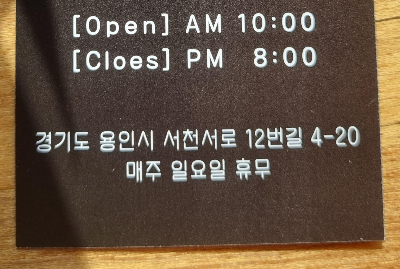 [Open] AM 10:00
[Cloes] PM 8:00
경기도 용인시 서천서로 12번길 4-20
매주 일요일 휴무